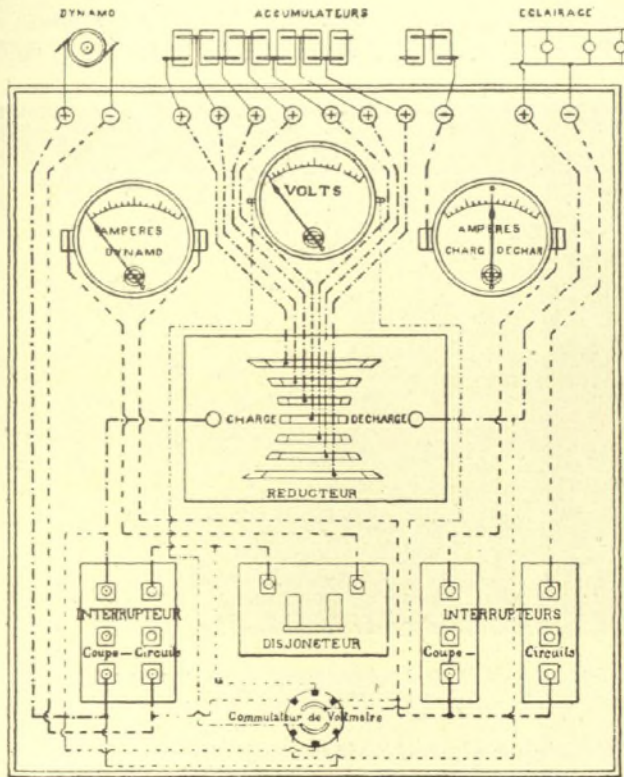 DYNAMO
ACCUMULATEURS
ECLAIRAGE
+ - + + + + + + + - + -
AMPERES
DYNAMO
VOLTS
AMPERES
CHARG DECHAR
CHARGE
DECHARGE
REDUCTEUR
INTERRUPTEUR
Coupe - Circuits
DISJONCTEUR
INTERRUPTEURS
Coupe - Circuits
Commutateur de Voltmetre